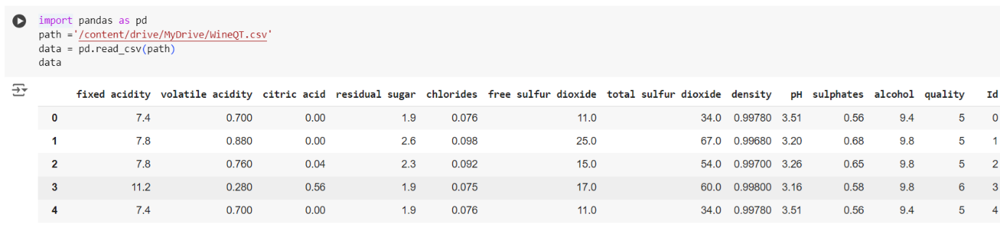 import pandas as pd
path ='/content/drive/MyDrive/WineQT.csv'
data = pd.read_csv(path)
data
fixed acidity volatile acidity citric acid residual sugar chlorides free sulfur dioxide total sulfur dioxide density pH sulphates alcohol quality Id
0 7.4 0.700 0.00 1.9 0.076 11.0 34.0 0.99780 3.51 0.56 9.4 5 0
1 7.8 0.880 0.00 2.6 0.098 25.0 67.0 0.99680 3.20 0.68 9.8 5 1
2 7.8 0.760 0.04 2.3 0.092 15.0 54.0 0.99700 3.26 0.65 9.8 5 2
3 11.2 0.280 0.56 1.9 0.075 17.0 60.0 0.99800 3.16 0.58 9.8 6 3
4 7.4 0.700 0.00 1.9 0.076 11.0 34.0 0.99780 3.51 0.56 9.4 5 4